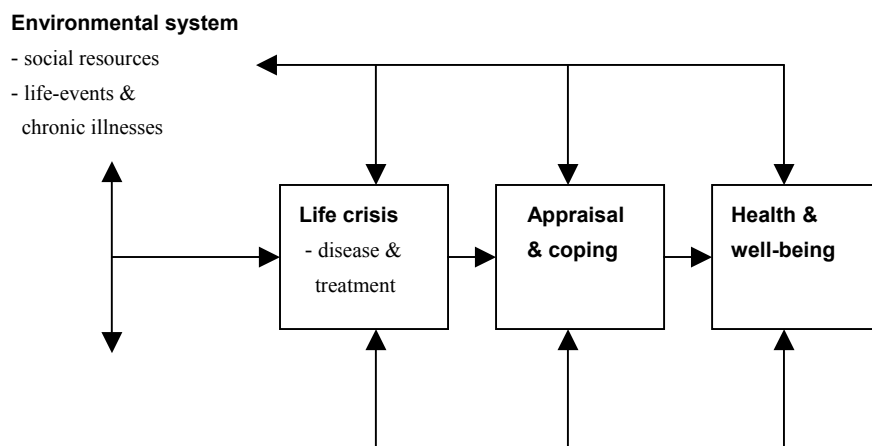 Environmental system
- social resources
- life-events &
chronic illnesses
Life crisis
- disease &
treatment
Appraisal
& coping
Health &
well-being